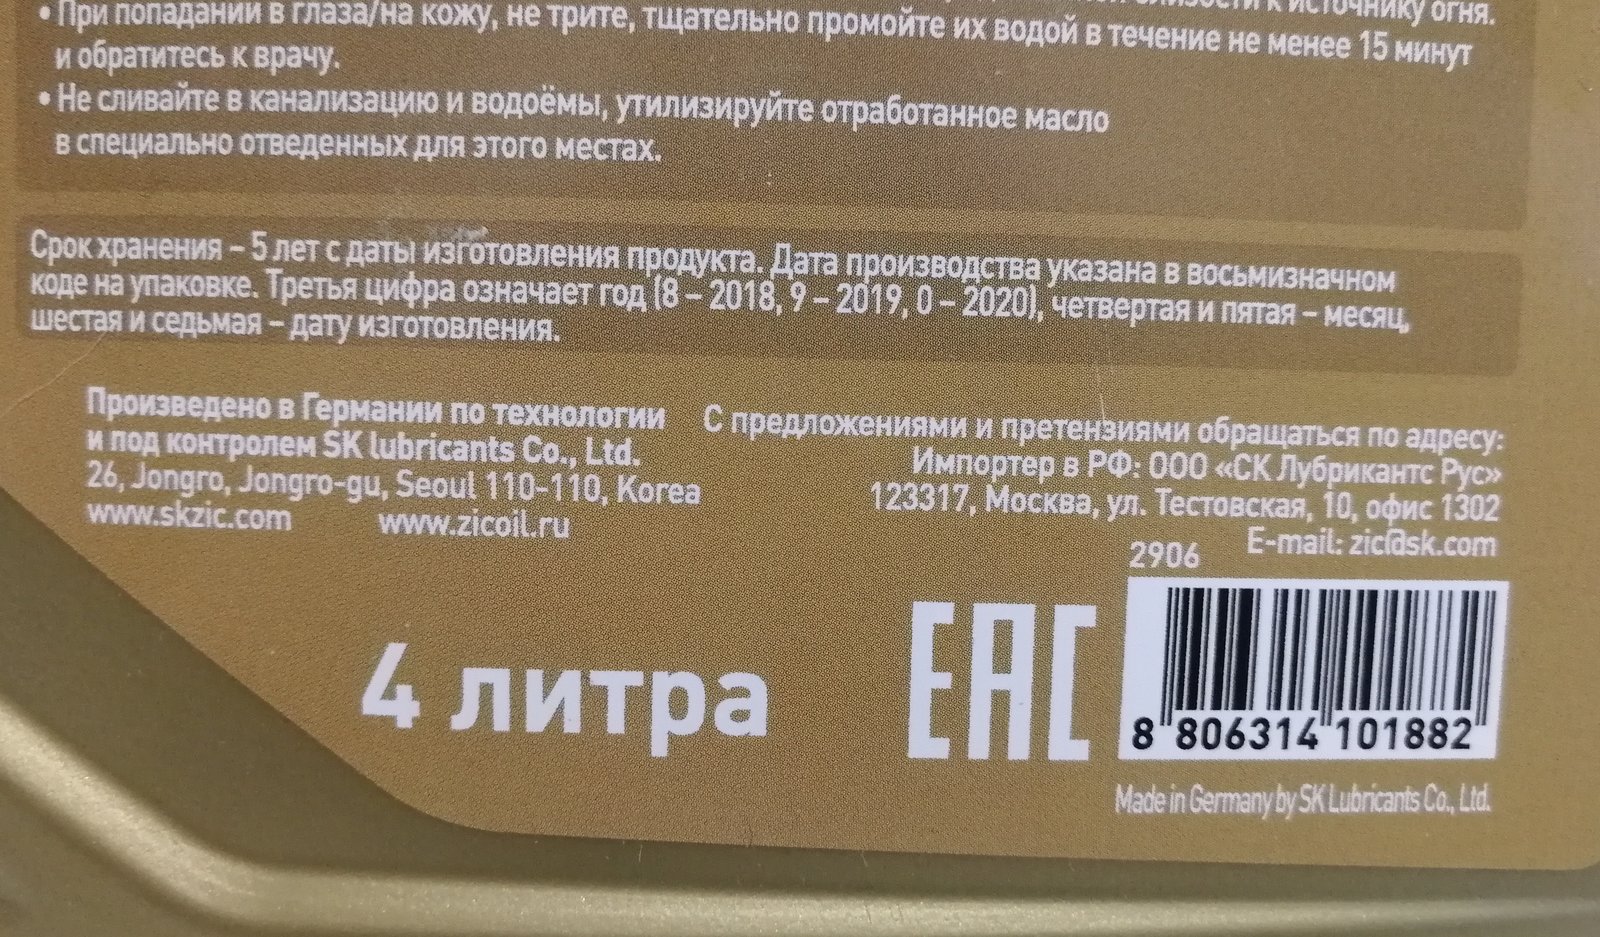 источнику огня.
• При попадании в глаза/на кожу, не трите, тщательно промойте их водой в течение не менее 15 минут
и обратитесь к врачу.
• Не сливайте в канализацию и водоёмы, утилизируйте отработанное масло
в специально отведенных для этого местах.
Срок хранения – 5 лет с даты изготовления продукта. Дата производства указана в восьмизначном
коде на упаковке. Третья цифра означает год (8 – 2018, 9 – 2019, 0 – 2020), четвертая и пятая – месяц,
шестая и седьмая – дату изготовления.
Произведено в Германии по технологии
и под контролем SK lubricants Co., Ltd.
26, Jongro, Jongro-gu, Seoul 110-110, Korea
www.skzic.com www.zicoil.ru
С предложениями и претензиями обращаться по адресу:
Импортер в РФ: ООО «СК Лубрикантс Рус»
123317, Москва, ул. Тестовская, 10, офис 1302
E-mail: zic@sk.com
2906
4 литра
EAC
8 806314 101882
Made in Germany by SK Lubricants Co., Ltd.